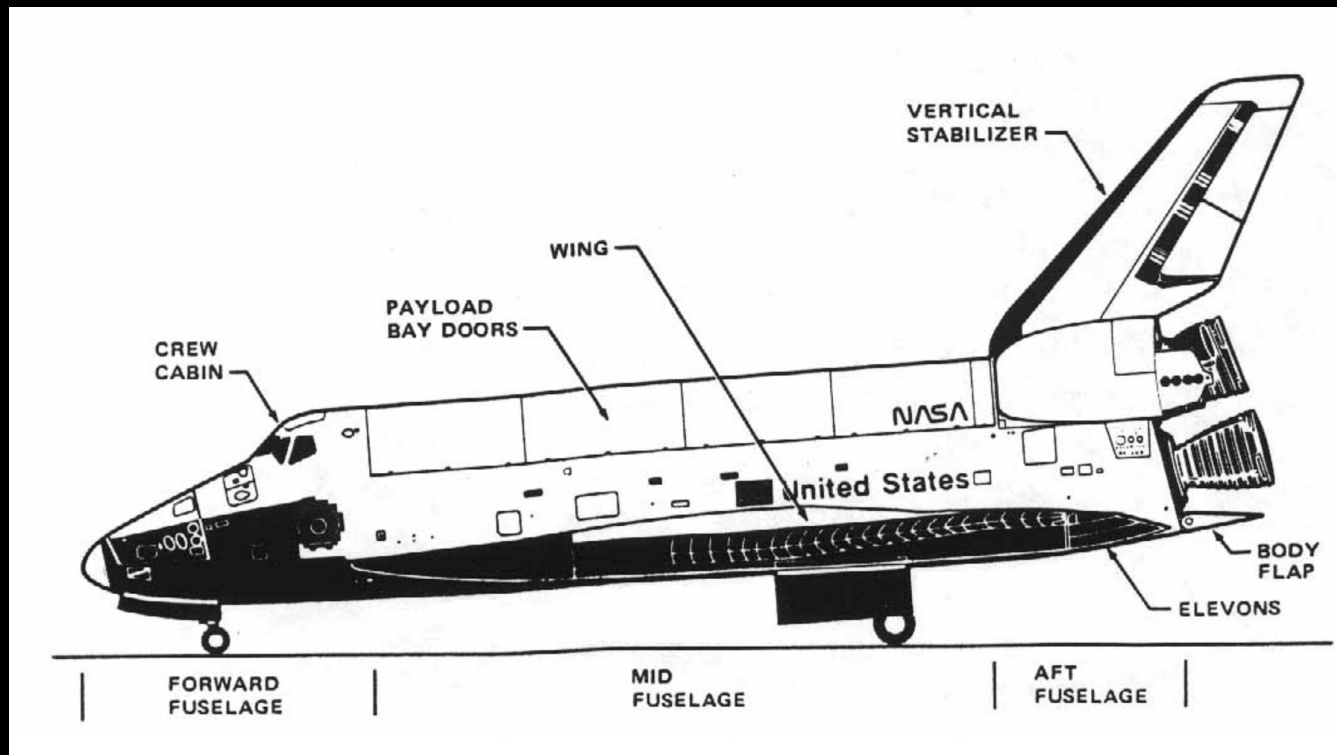 VERTICAL
STABILIZER
WING
PAYLOAD
BAY DOORS
CREW
CABIN
NASA
United States
BODY
FLAP
ELEVONS
FORWARD
FUSELAGE
MID
FUSELAGE
AFT
FUSELAGE